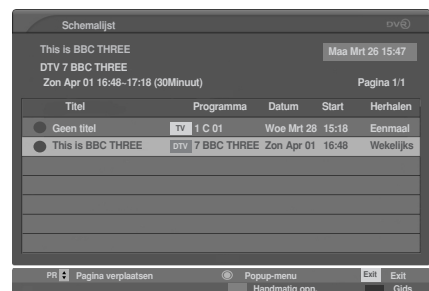 Schemalijst
This is BBC THREE
Maa Mrt 26 15:47
DTV 7 BBC THREE
Zon Apr 01 16:48~17:18 (30Minuut)
Pagina 1/1
Titel Programma Datum Start Herhalen
Geen titel TV 1 C 01 Woe Mrt 28 15:18 Eenmaal
This is BBC THREE DTV 7 BBC THREE Zon Apr 01 16:48 Wekelijks
PR Pagina verplaatsen Popup-menu Exit Exit
Handmatig opn. Gids